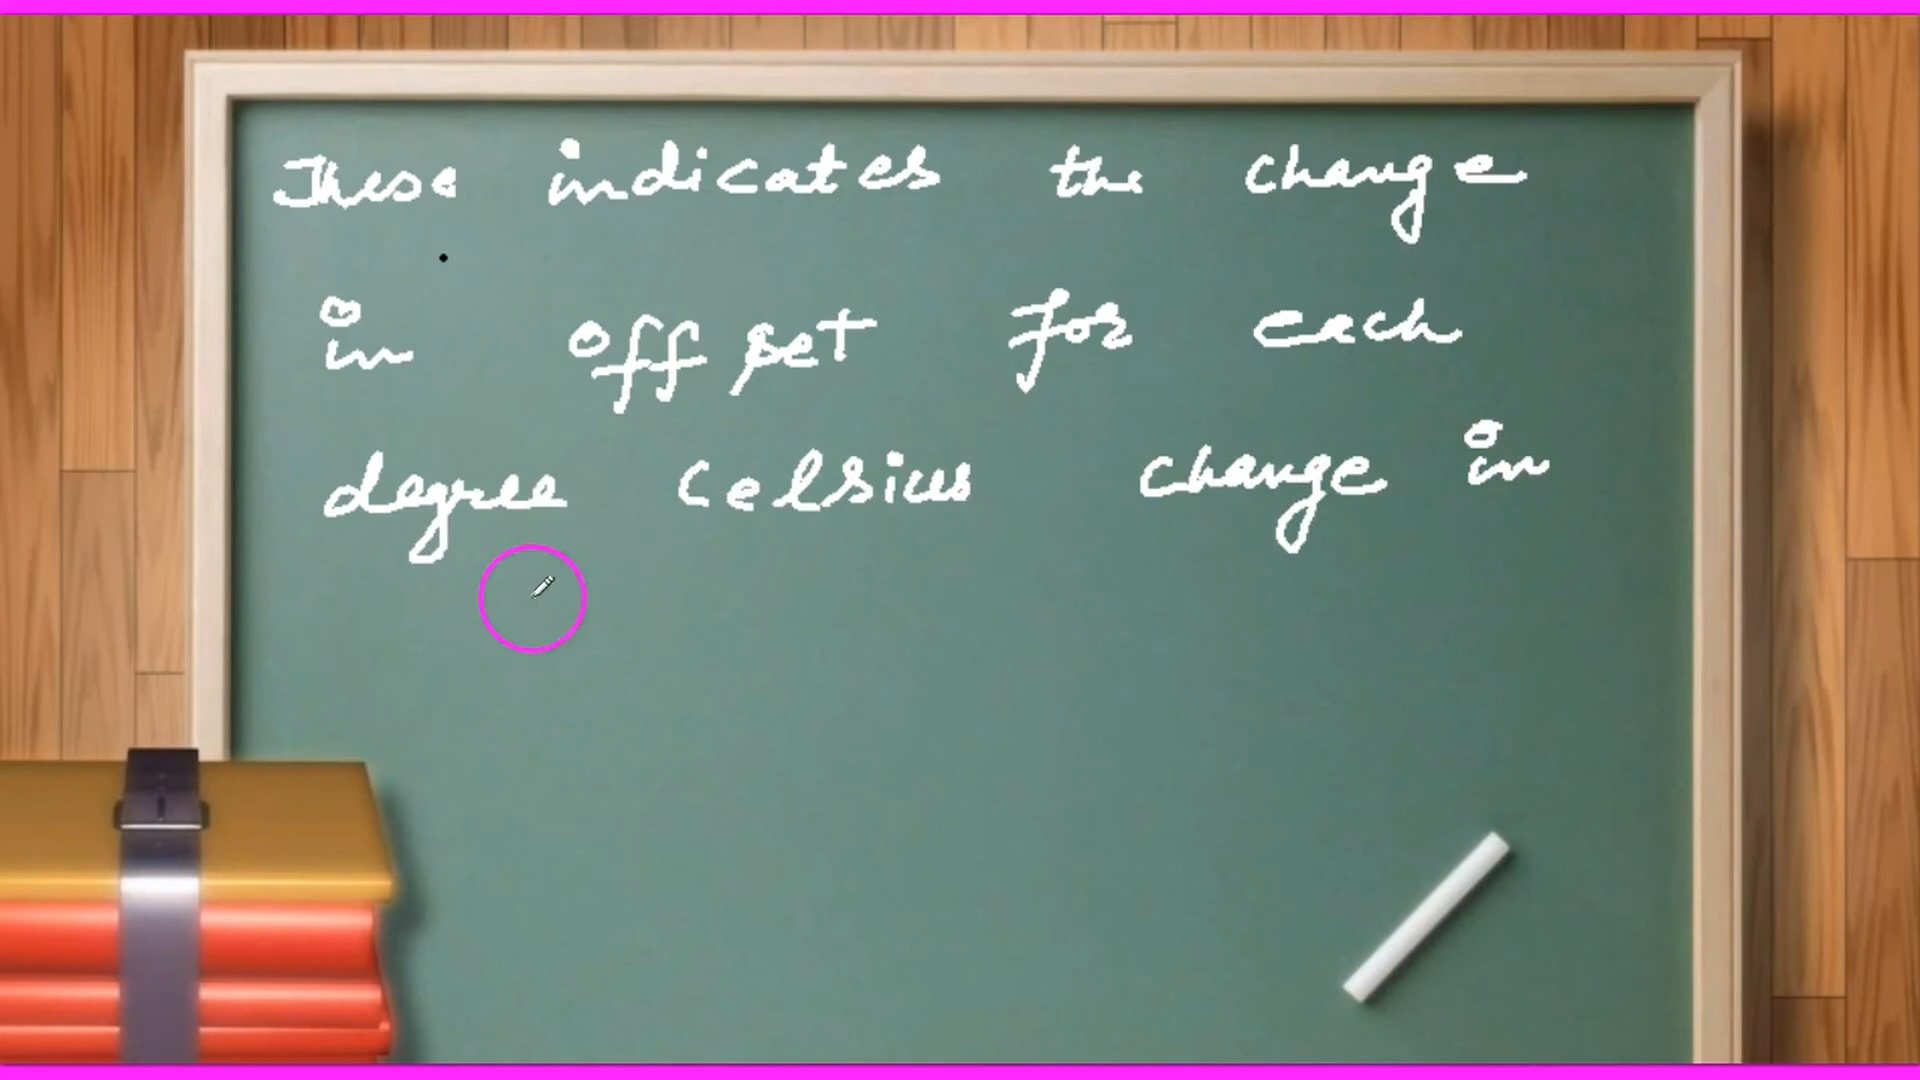 These indicates the change
in offset for each
degree Celsius change in